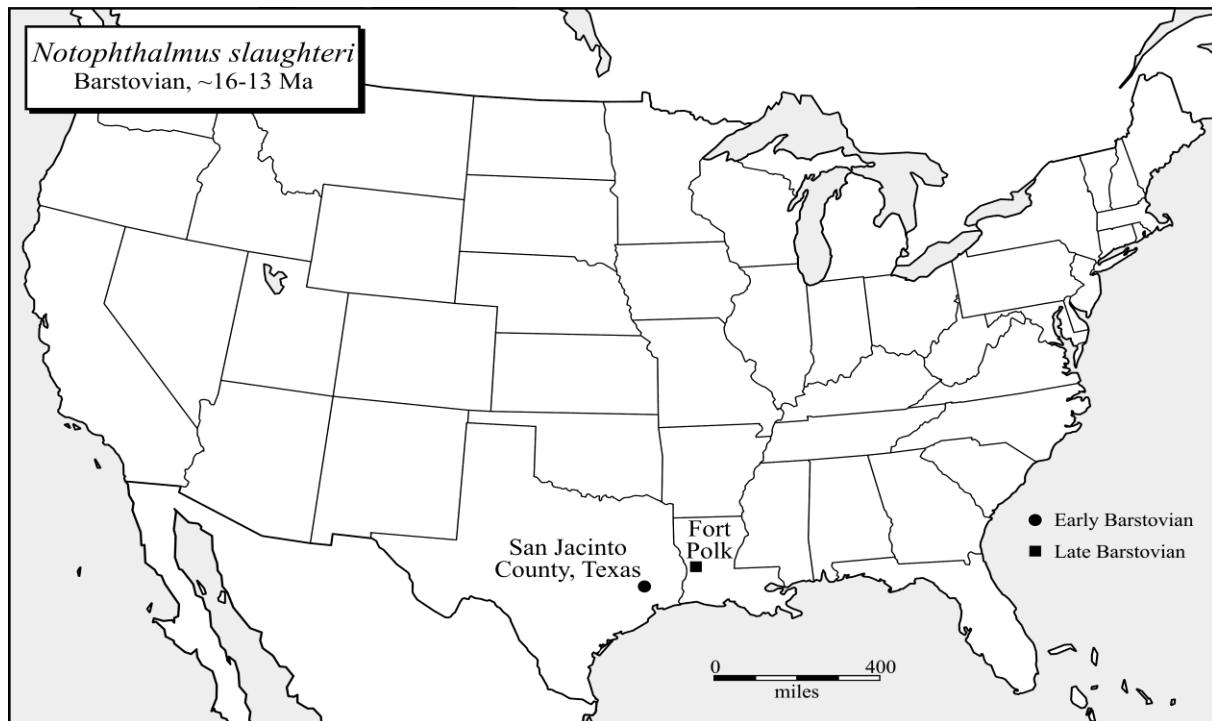 Notophthalmus slaughteri
Barstovian, ~16-13 Ma
San Jacinto
County, Texas
Fort
Polk
Early Barstovian
Late Barstovian
0 400
miles